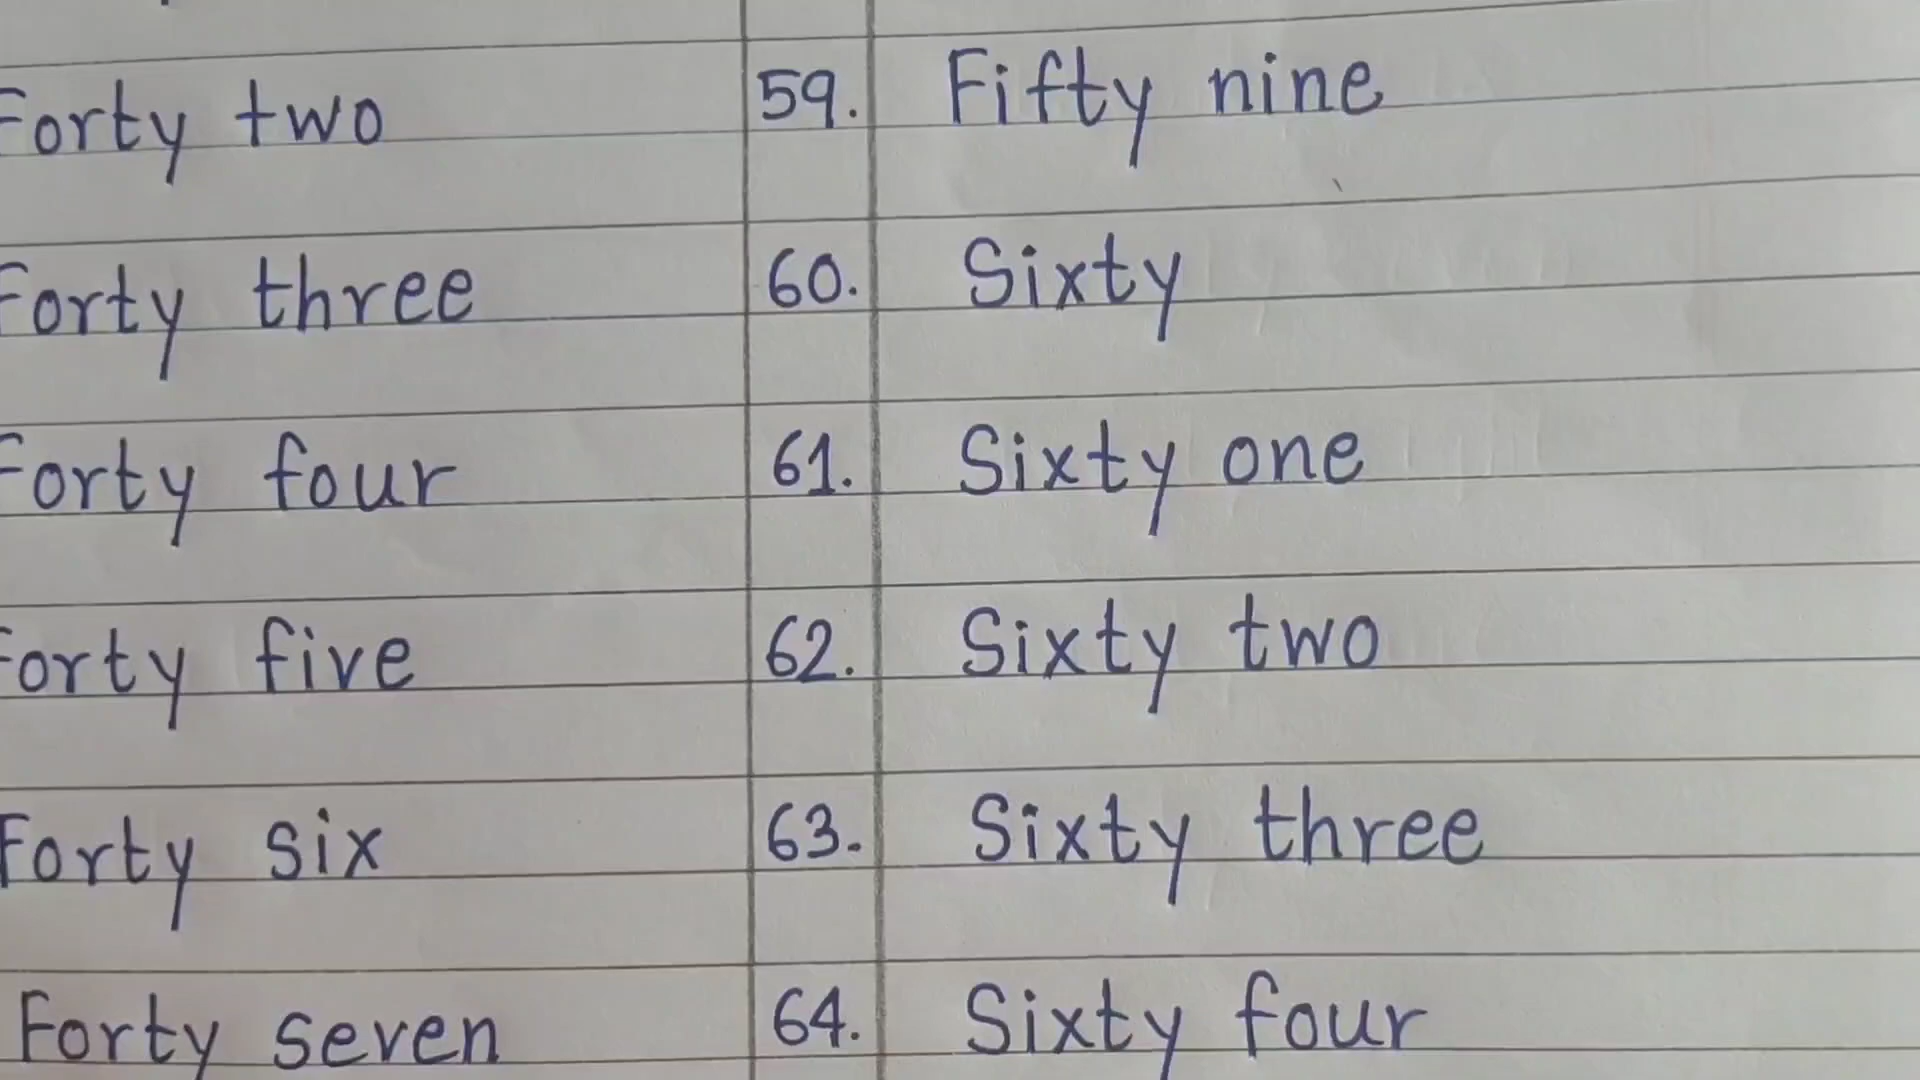 Forty two 59. Fifty nine
Forty three 60. Sixty
Forty four 61. Sixty one
Forty five 62. Sixty two
Forty six 63. Sixty three
Forty seven 64. Sixty four